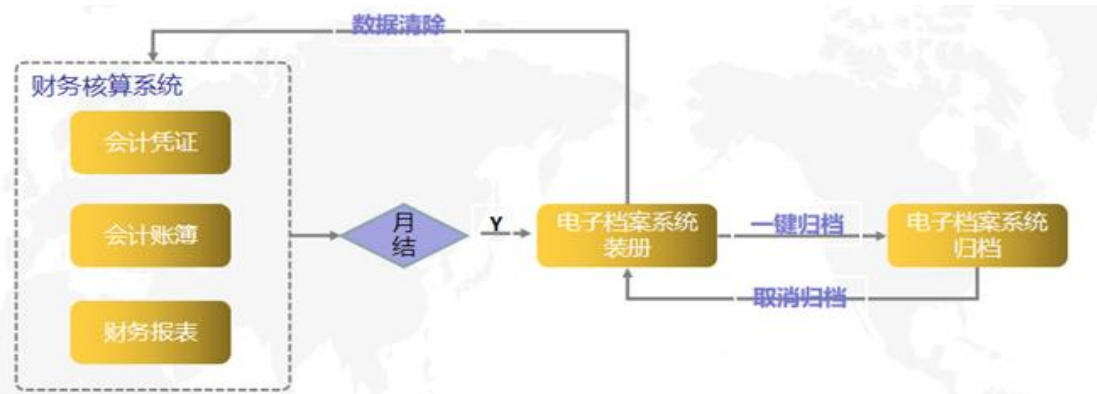 数据清除
财务核算系统
会计凭证
会计账簿
财务报表
月
结
Y
电子档案系统
装册
一键归档
电子档案系统
归档
取消归档